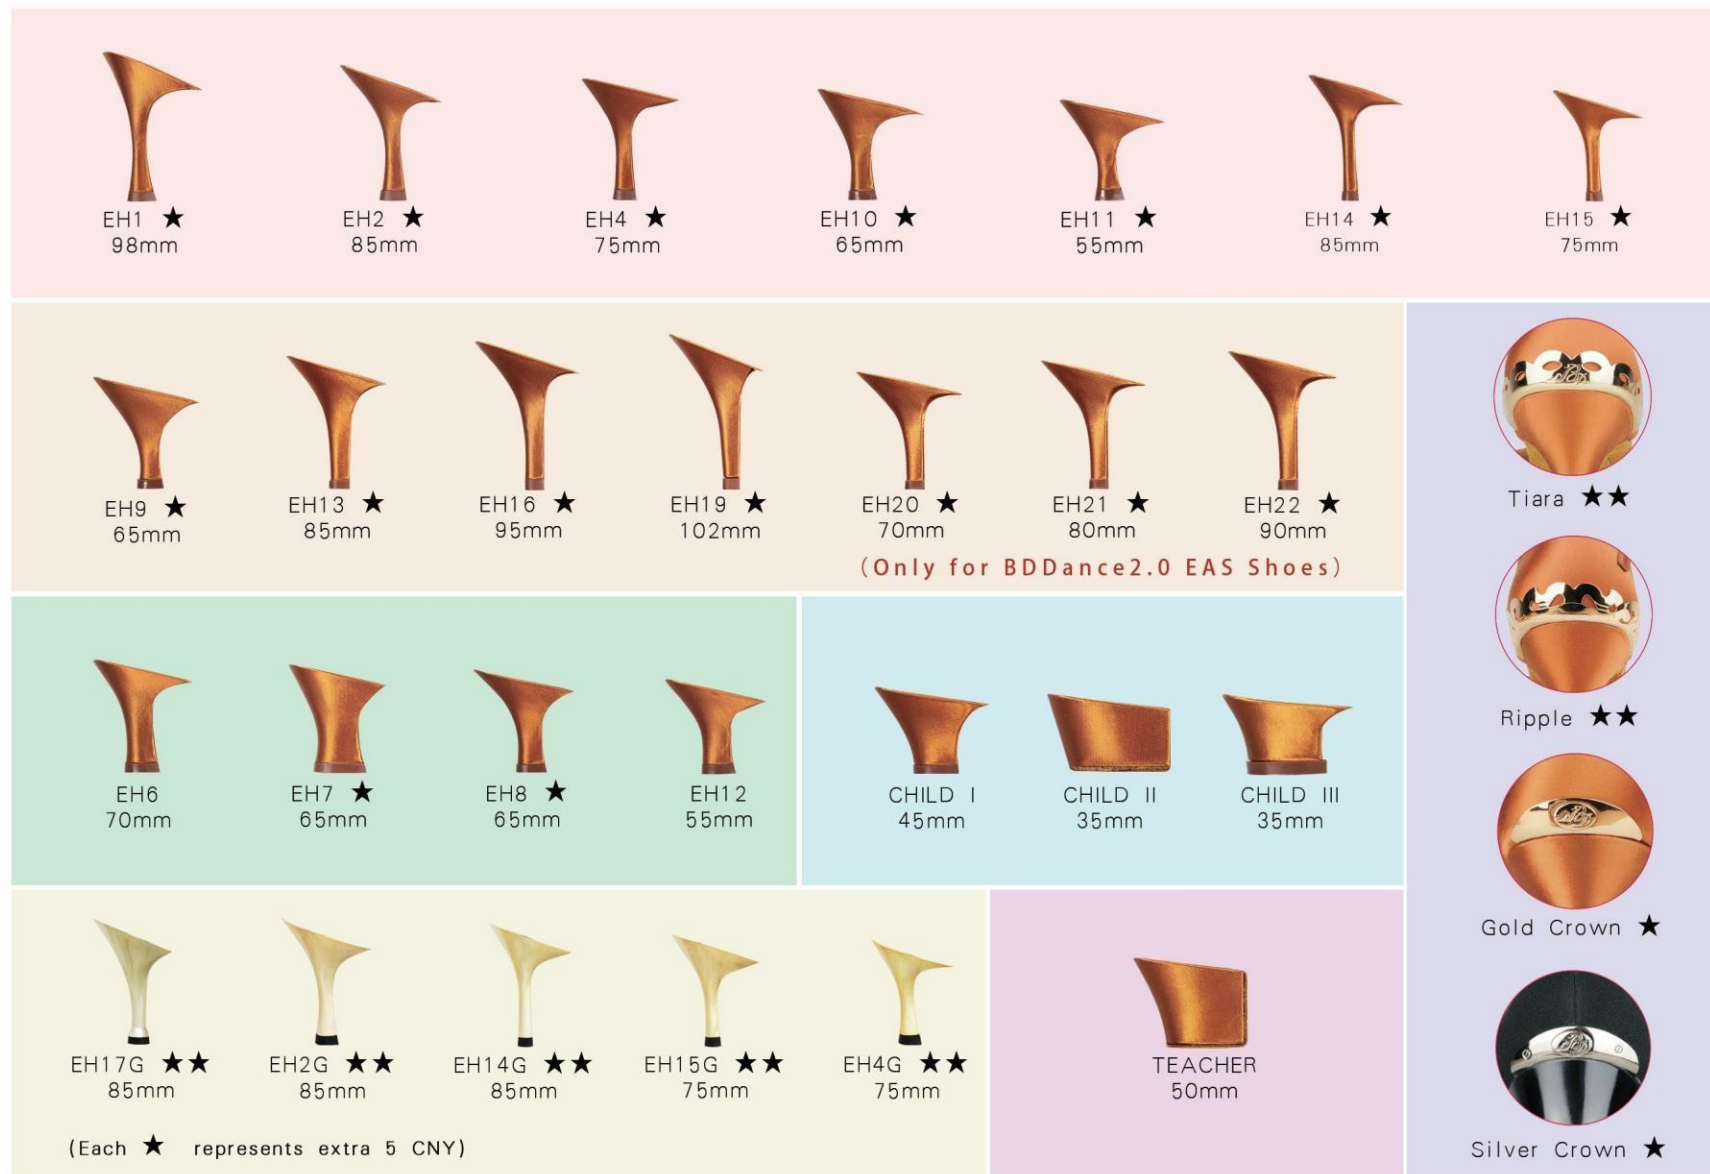 EH1 ★
98mm
EH2 ★
85mm
EH4 ★
75mm
EH10 ★
65mm
EH11 ★
55mm
EH14 ★
85mm
EH15 ★
75mm
EH9 ★
65mm
EH13 ★
85mm
EH16 ★
95mm
EH19 ★
102mm
EH20 ★
70mm
EH21 ★
80mm
EH22 ★
90mm
(Only for BDDance2.0 EAS Shoes)
EH6
70mm
EH7 ★
65mm
EH8 ★
65mm
EH12
55mm
CHILD I
45mm
CHILD II
35mm
CHILD III
35mm
EH17G ★★
85mm
EH2G ★★
85mm
EH14G ★★
85mm
EH15G ★★
75mm
EH4G ★★
75mm
(Each ★ represents extra 5 CNY)
TEACHER
50mm
Tiara ★★
Ripple ★★
Gold Crown ★
Silver Crown ★